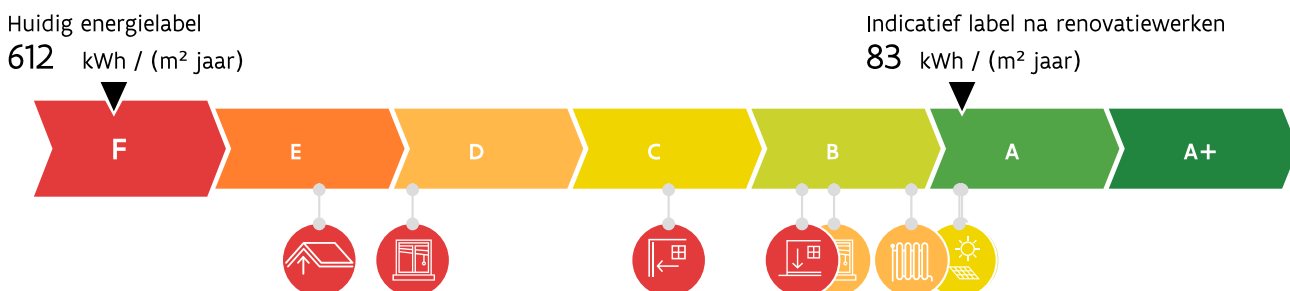 Huidig energielabel
612 kWh / (m² jaar)
Indicatief label na renovatiewerken
83 kWh / (m² jaar)
F E D C B A A+